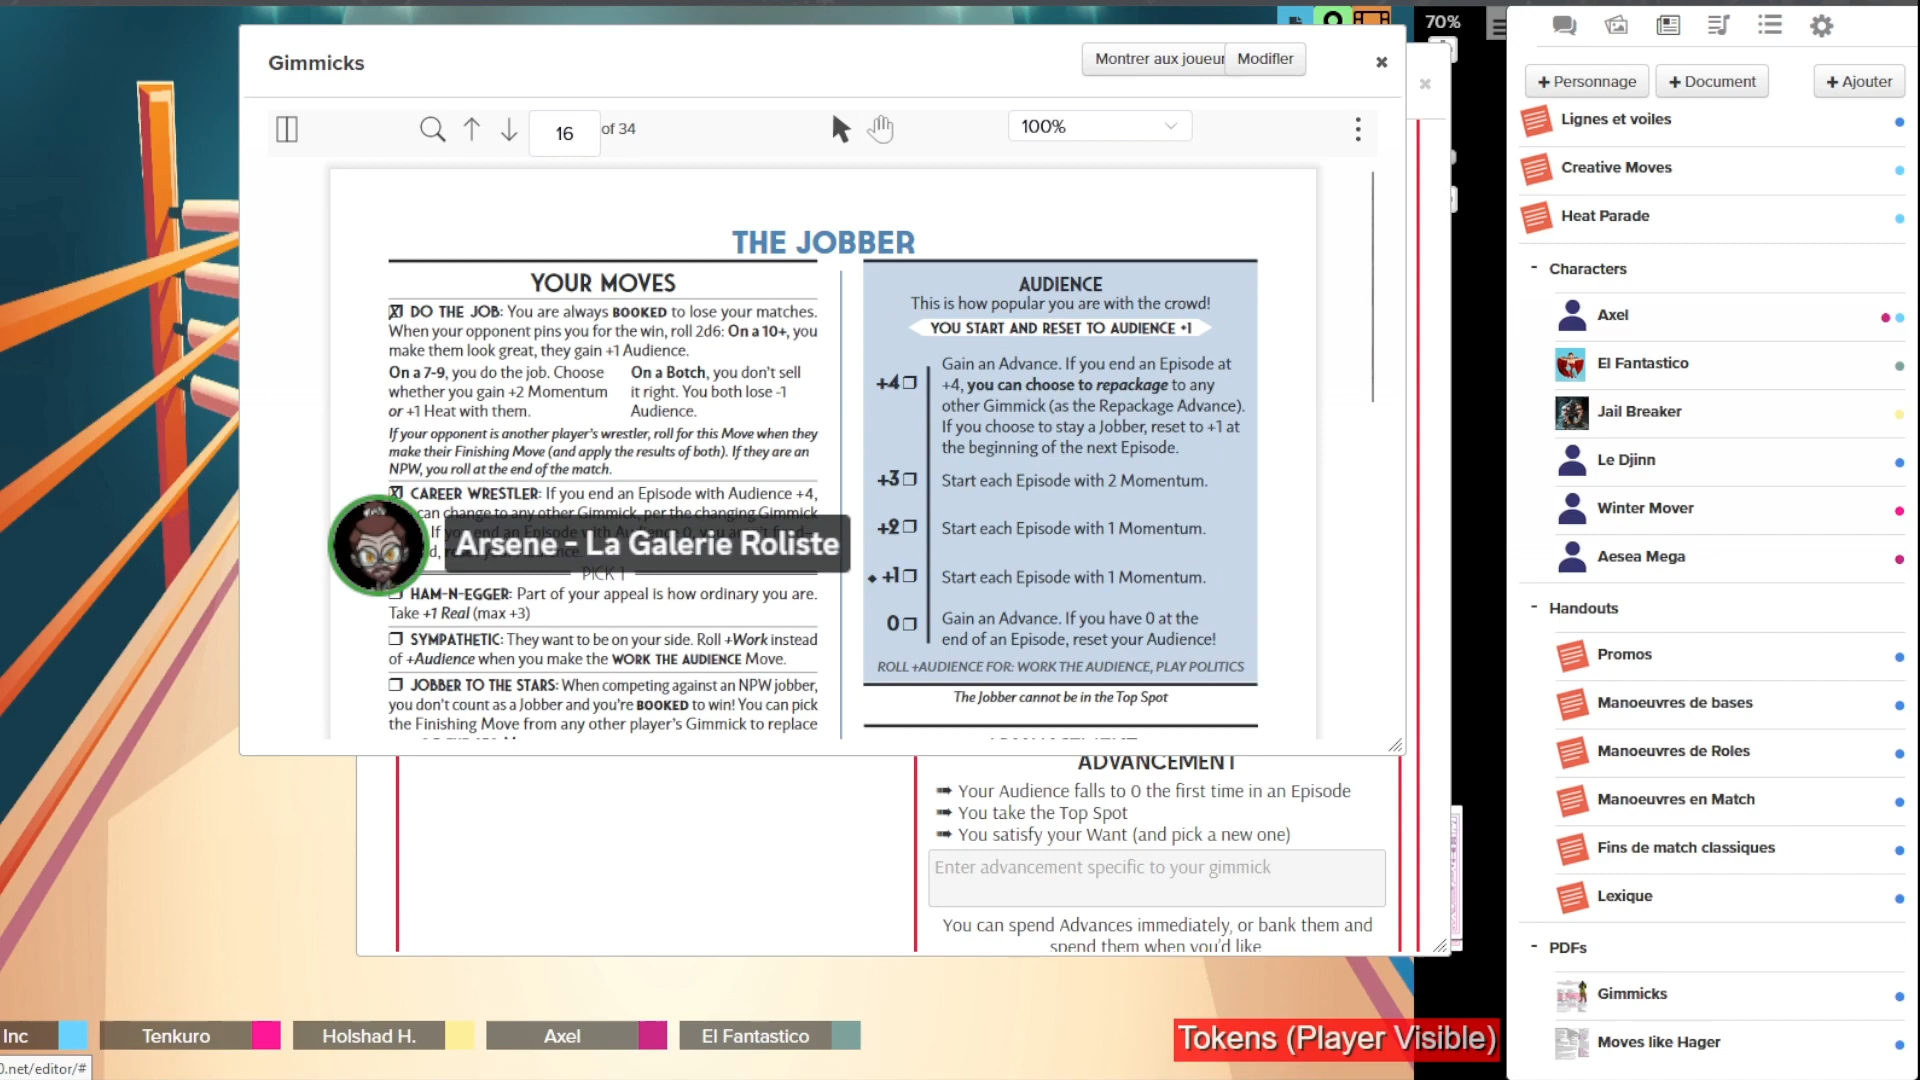 Gimmicks
Montrer aux joueur
Modifier
16 of 34
100%
THE JOBBER
YOUR MOVES
DO THE JOB: You are always BOOKED to lose your matches.
When your opponent pins you for the win, roll 2d6: On a 10+, you
make them look great, they gain +1 Audience.
On a 7-9, you do the job. Choose
whether you gain +2 Momentum
or +1 Heat with them.
On a Botch, you don't sell
it right. You both lose -1
Audience.
If your opponent is another player's wrestler, roll for this Move when they
make their Finishing Move (and apply the results of both). If they are an
NPW, you roll at the end of the match.
CAREER WRESTLER: If you end an Episode with Audience +4,
can change to any other Gimmick, per the changing Gimmick
If you end an Episode with Audience 0, you
Arsene - La Galerie Roliste
PICK 1
HAM-N-EGGER: Part of your appeal is how ordinary you are.
Take +1 Real (max +3)
SYMPATHETIC: They want to be on your side. Roll +Work instead
of +Audience when you make the WORK THE AUDIENCE Move.
JOBBER TO THE STARS: When competing against an NPW jobber,
you don't count as a Jobber and you're BOOKED to win! You can pick
the Finishing Move from any other player's Gimmick to replace
AUDIENCE
This is how popular you are with the crowd!
YOU START AND RESET TO AUDIENCE +1
+4 Gain an Advance. If you end an Episode at
+4, you can choose to repackage to any
other Gimmick (as the Repackage Advance).
If you choose to stay a Jobber, reset to +1 at
the beginning of the next Episode.
+3 Start each Episode with 2 Momentum.
+2 Start each Episode with 1 Momentum.
+1 Start each Episode with 1 Momentum.
0 Gain an Advance. If you have 0 at the
end of an Episode, reset your Audience!
ROLL +AUDIENCE FOR: WORK THE AUDIENCE, PLAY POLITICS
The Jobber cannot be in the Top Spot
ADVANCEMENT
Your Audience falls to 0 the first time in an Episode
You take the Top Spot
You satisfy your Want (and pick a new one)
Enter advancement specific to your gimmick
You can spend Advances immediately, or bank them and
spend them when you'd like
Inc
Tenkuro
Holshad H.
Axel
El Fantastico
0.net/editor/#
Tokens (Player Visible)
70%
+ Personnage
+ Document
+ Ajouter
Lignes et voiles
Creative Moves
Heat Parade
- Characters
Axel
El Fantastico
Jail Breaker
Le Djinn
Winter Mover
Aesea Mega
- Handouts
Promos
Manoeuvres de bases
Manoeuvres de Roles
Manoeuvres en Match
Fins de match classiques
Lexique
- PDFs
Gimmicks
Moves like Hager